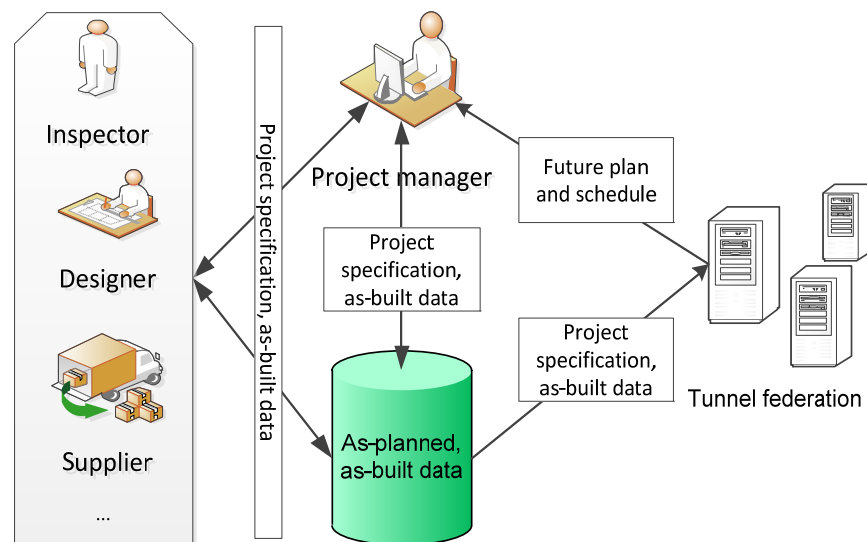 Inspector
Designer
Supplier
...
Project specification, as-built data
Project manager
Project
specification,
as-built data
As-planned,
as-built data
Future plan
and schedule
Project
specification,
as-built data
Tunnel federation